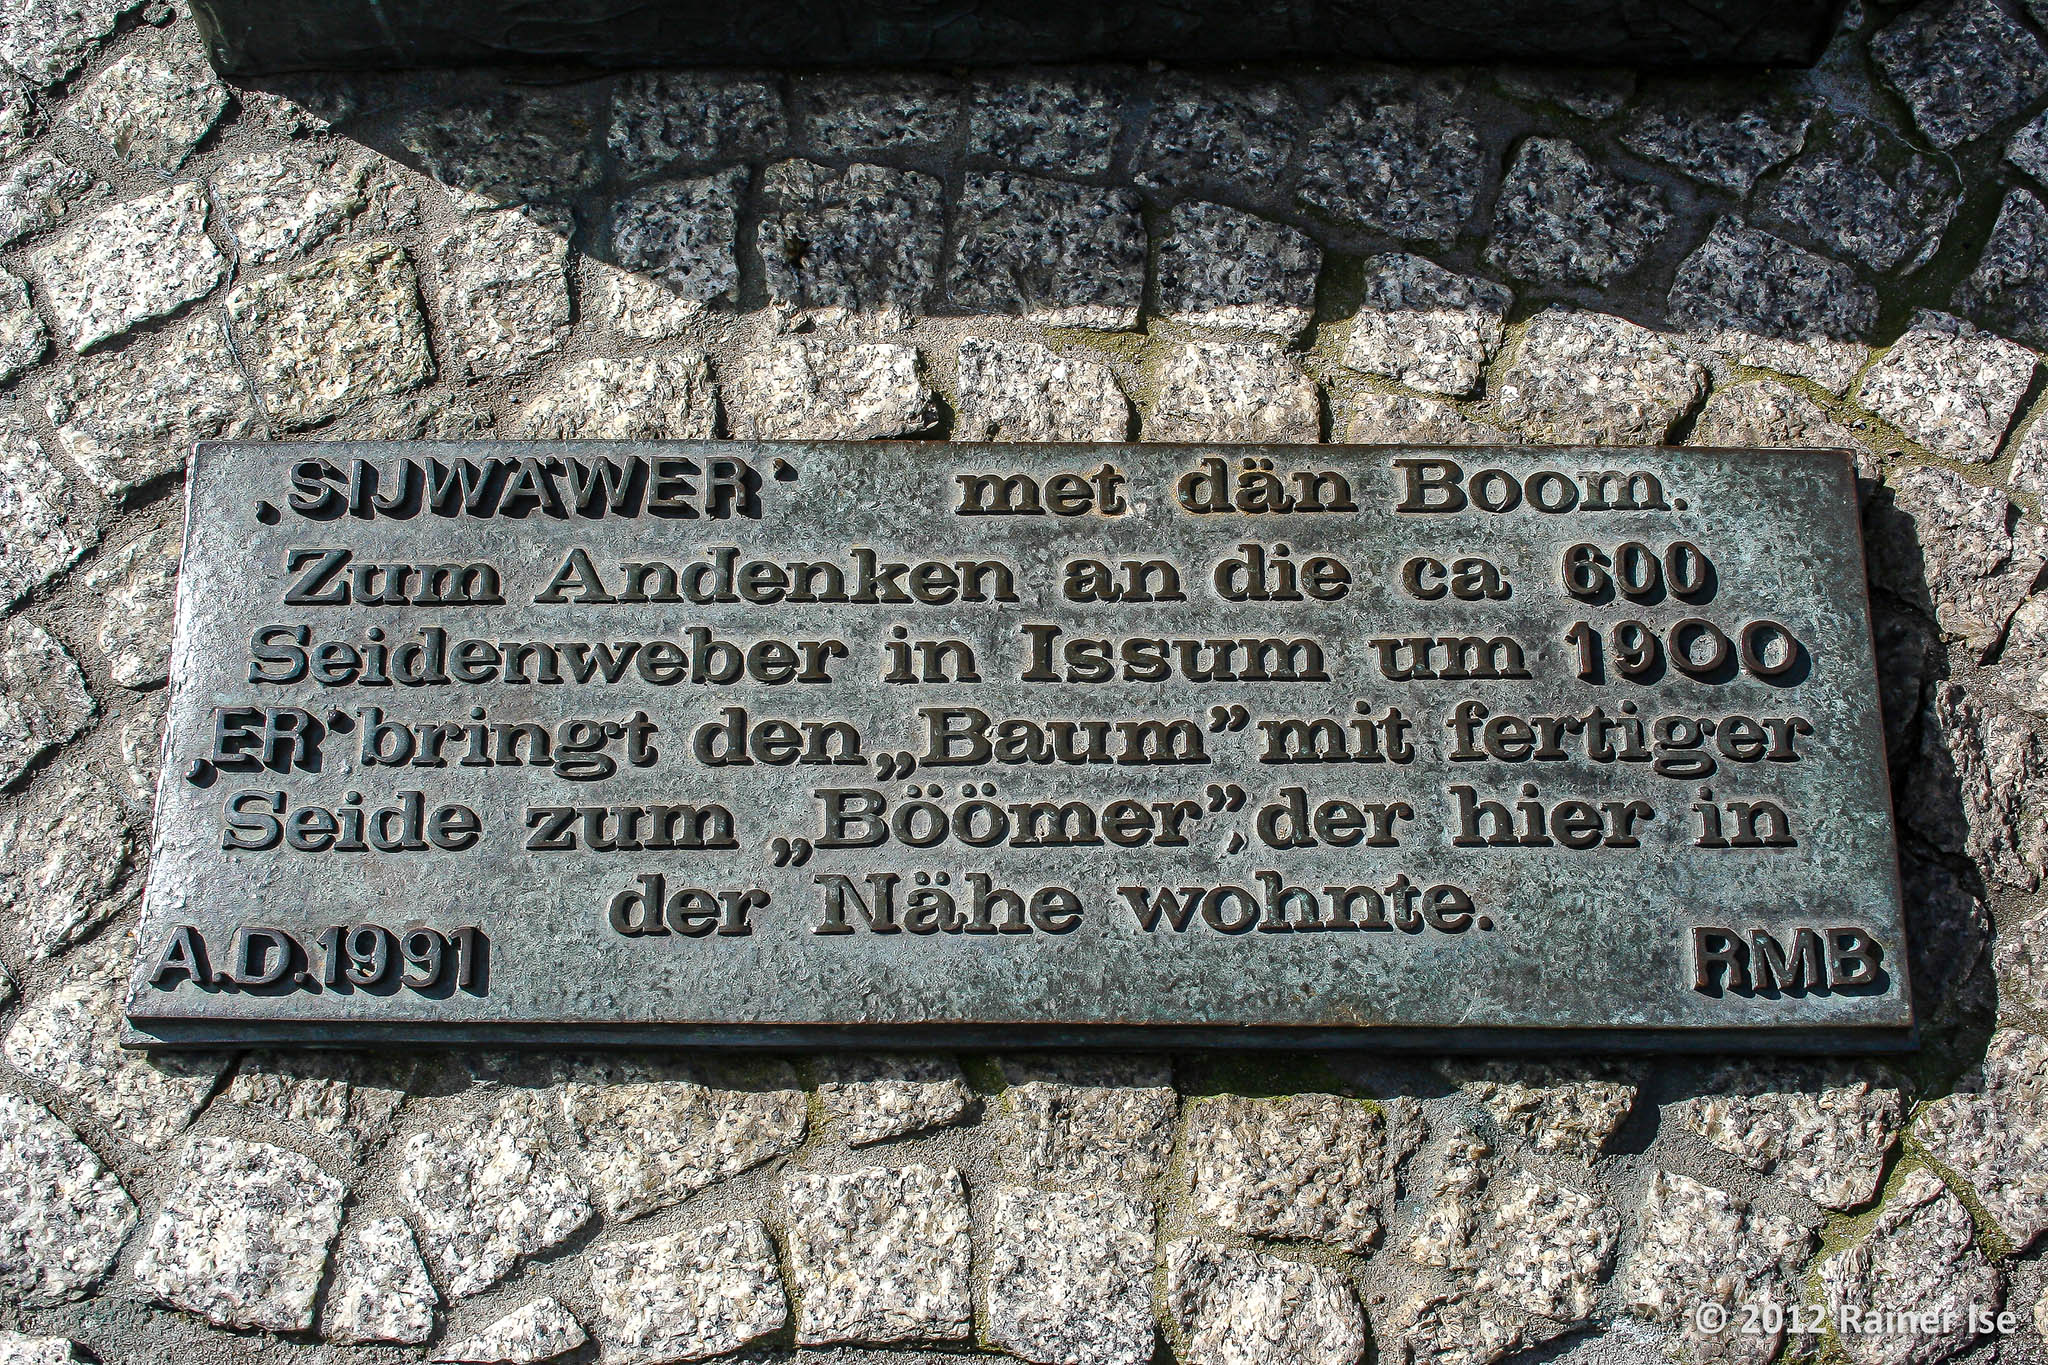 ‚SIJWÄWER‘ met dän Boom.
Zum Andenken an die ca. 600
Seidenweber in Issum um 1900
‚ER‘ bringt den „Baum” mit fertiger
Seide zum „Böömer”, der hier in
der Nähe wohnte.
A.D.1991 RMB
© 2012 Rainer Ise